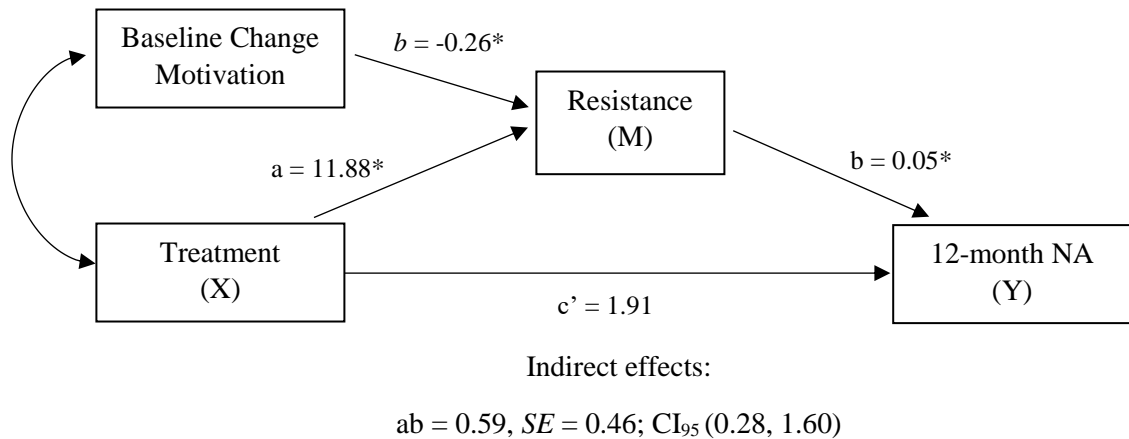 Baseline Change
Motivation
b = -0.26*
Resistance
(M)
a = 11.88*
b = 0.05*
Treatment
(X)
12-month NA
(Y)
c’ = 1.91
Indirect effects:
ab = 0.59, SE = 0.46; CI₉₅ (0.28, 1.60)